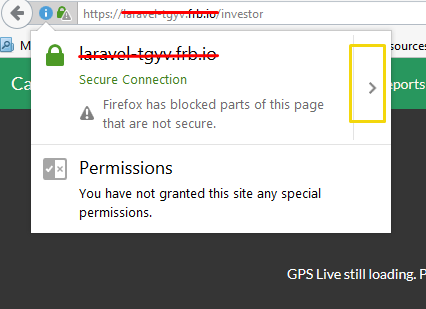 https://laravel-tgyv.frb.io/investor
M
sources
Ca
eports
laravel-tgyv.frb.io
Secure Connection
Firefox has blocked parts of this page
that are not secure.
Permissions
You have not granted this site any special
permissions.
GPS Live still loading. P